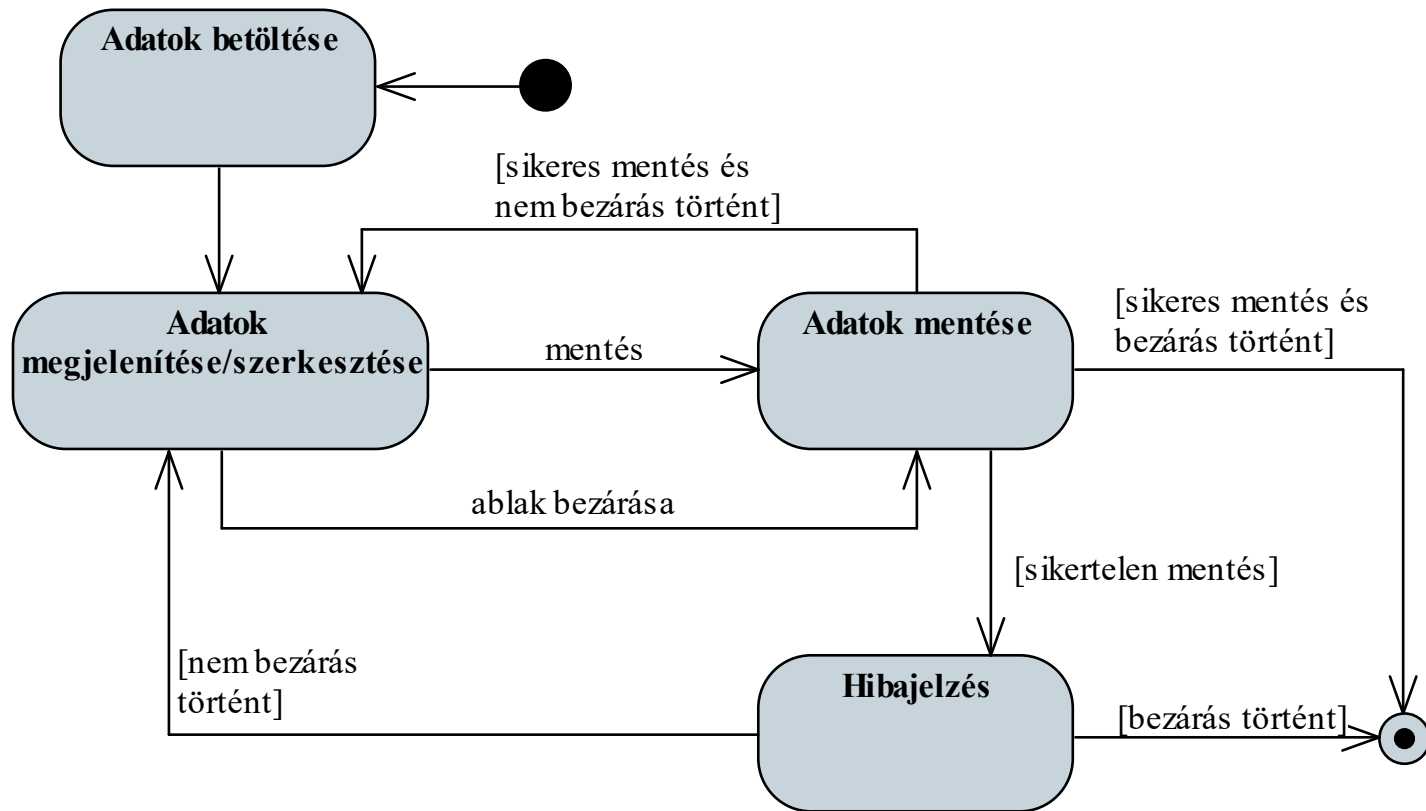 Adatok betöltése
[sikeres mentés és
nem bezárás történt]
Adatok
megjelenítése/szerkesztése
mentés
Adatok mentése
[sikeres mentés és
bezárás történt]
ablak bezárása
[sikertelen mentés]
[nem bezárás
történt]
Hibajelzés
[bezárás történt]